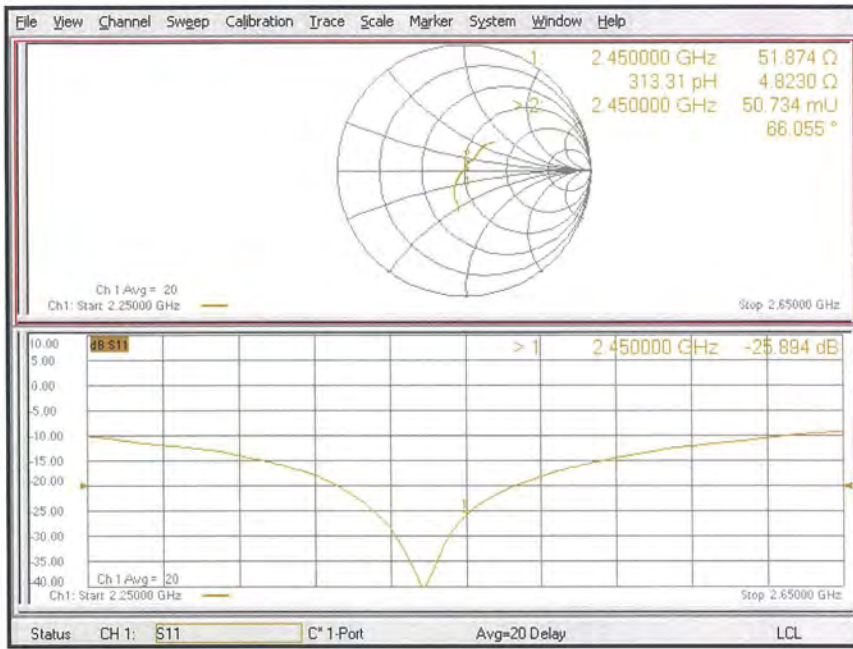 File View Channel Sweep Calibration Trace Scale Marker System Window Help
1: 2.450000 GHz 51.874 Ω
313.31 pH 4.8230 Ω
> 2: 2.450000 GHz 50.734 mU
66.055 °
Ch 1 Avg = 20
Ch1: Start 2.25000 GHz
Stop 2.65000 GHz
10.00 dB S11
> 1: 2.450000 GHz -25.894 dB
5.00
0.00
-5.00
-10.00
-15.00
-20.00
-25.00
-30.00
-35.00
-40.00
1
Ch 1 Avg = 20
Ch1: Start 2.25000 GHz
Stop 2.65000 GHz
Status CH 1: S11 C* 1-Port Avg=20 Delay LCL